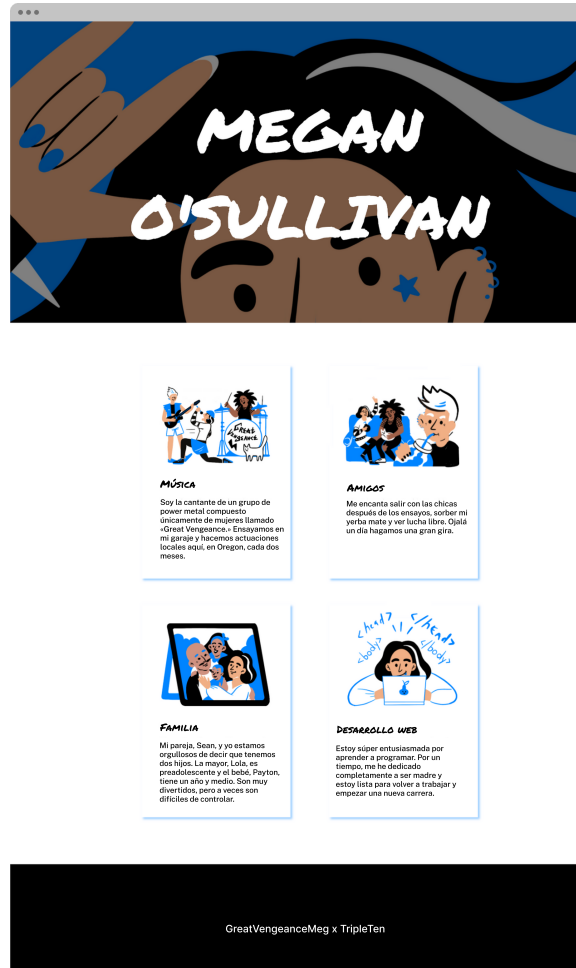 MEGAN
O'SULLIVAN
GREAT
VENGEANCE
Música
Soy la cantante de un grupo de
power metal compuesto
únicamente de mujeres llamado
«Great Vengeance.» Ensayamos en
mi garaje y hacemos actuaciones
locales aquí, en Oregon, cada dos
meses.
Amigos
Me encanta salir con las chicas
después de los ensayos, sorber mi
yerba mate y ver lucha libre. Ojalá
un día hagamos una gran gira.
Familia
Mi pareja, Sean, y yo estamos
orgullosos de decir que tenemos
dos hijos. La mayor, Lola, es
preadolescente y el bebé, Payton,
tiene un año y medio. Son muy
divertidos, pero a veces son
difíciles de controlar.
<head> </head>
<body> </body>
Desarrollo web
Estoy súper entusiasmada por
aprender a programar. Por un
tiempo, me he dedicado
completamente a ser madre y
estoy lista para volver a trabajar y
empezar una nueva carrera.
GreatVengeanceMeg x TripleTen